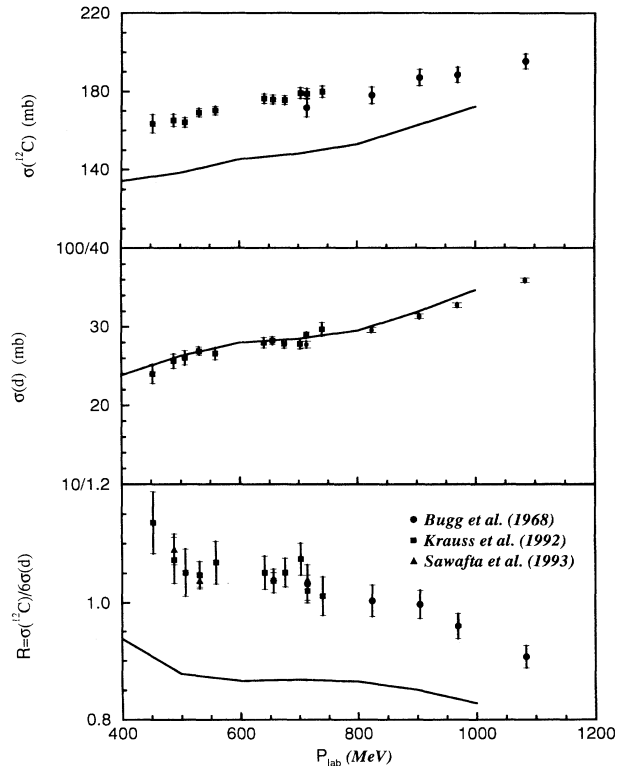 220
180
140
100/40
σ(¹²C) (mb)
30
20
10/1.2
σ(d) (mb)
Bugg et al. (1968)
Krauss et al. (1992)
Sawafta et al. (1993)
1.0
0.8
R=σ(¹²C)/6σ(d)
400 600 800 1000 1200
P_lab (MeV)